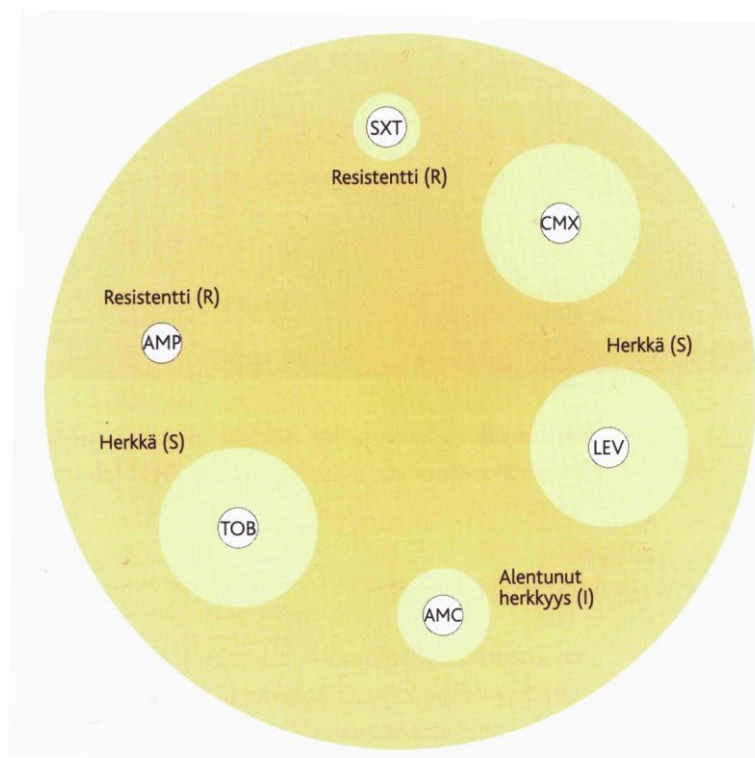 SXT
Resistentti (R)
CMX
Resistentti (R)
AMP
Herkkä (S)
Herkkä (S)
LEV
TOB
Alentunut
herkkyys (I)
AMC